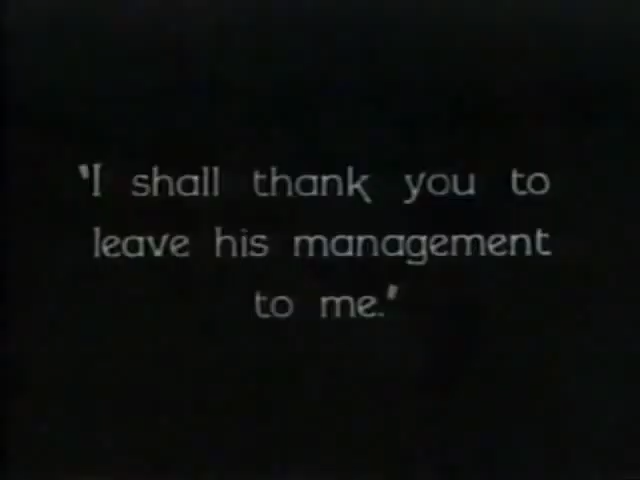 "I shall thank you to
leave his management
to me."